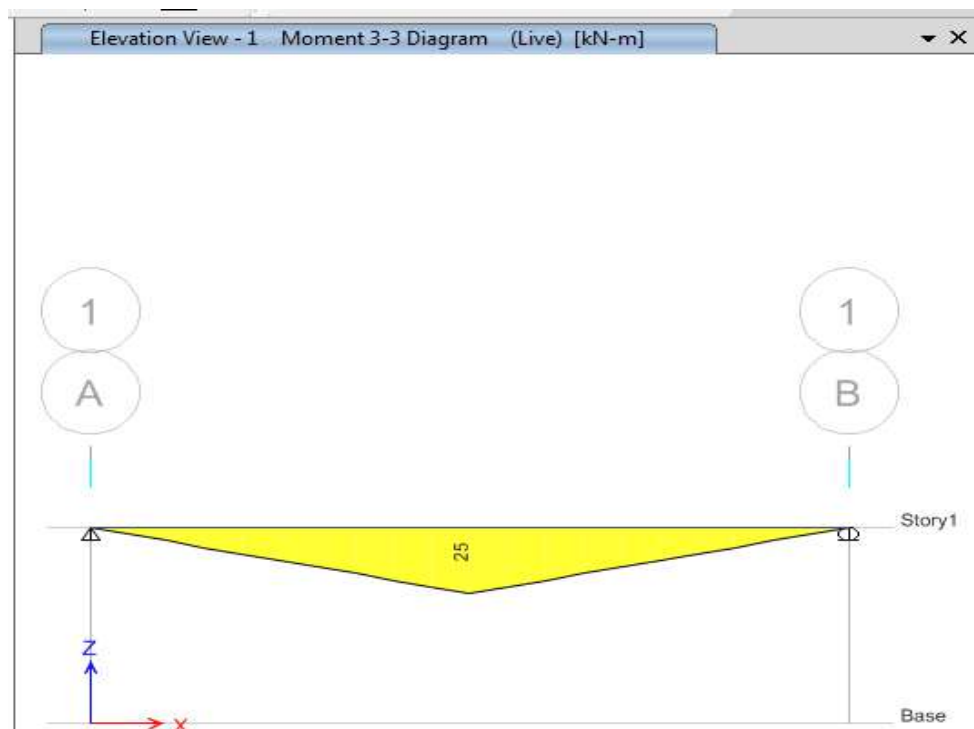 Elevation View - 1 Moment 3-3 Diagram (Live) [kN-m]
1 1
A B
Story1
25
Z
X
Base